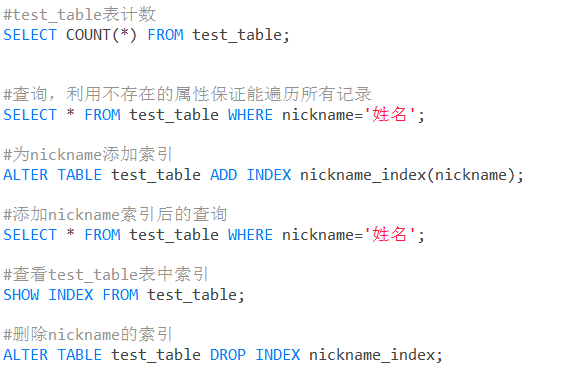 #test_table表计数
SELECT COUNT(*) FROM test_table;
#查询，利用不存在的属性保证能遍历所有记录
SELECT * FROM test_table WHERE nickname='姓名';
#为nickname添加索引
ALTER TABLE test_table ADD INDEX nickname_index(nickname);
#添加nickname索引后的查询
SELECT * FROM test_table WHERE nickname='姓名';
#查看test_table表中索引
SHOW INDEX FROM test_table;
#删除nickname的索引
ALTER TABLE test_table DROP INDEX nickname_index;